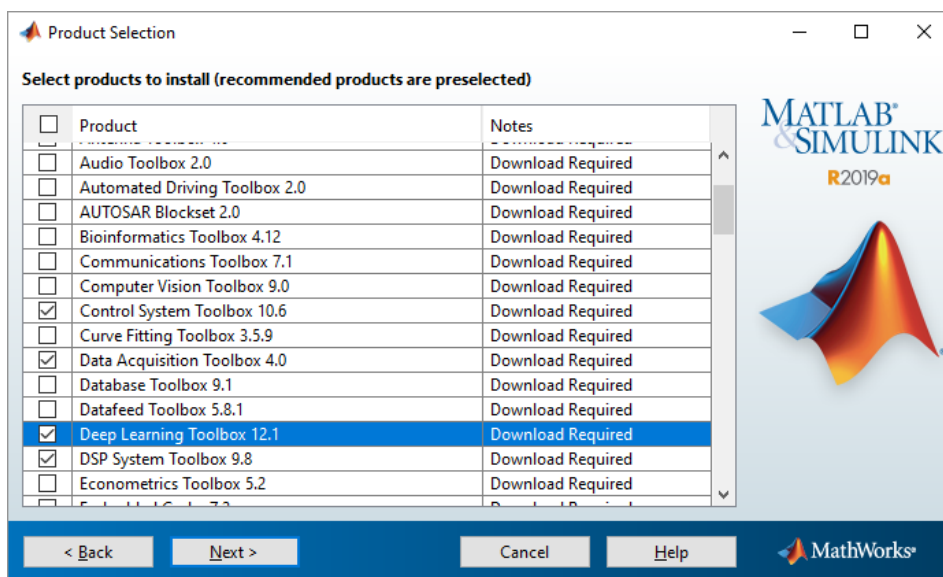 Product Selection
Select products to install (recommended products are preselected)
Product Notes
Audio Toolbox 2.0 Download Required
Automated Driving Toolbox 2.0 Download Required
AUTOSAR Blockset 2.0 Download Required
Bioinformatics Toolbox 4.12 Download Required
Communications Toolbox 7.1 Download Required
Computer Vision Toolbox 9.0 Download Required
Control System Toolbox 10.6 Download Required
Curve Fitting Toolbox 3.5.9 Download Required
Data Acquisition Toolbox 4.0 Download Required
Database Toolbox 9.1 Download Required
Datafeed Toolbox 5.8.1 Download Required
Deep Learning Toolbox 12.1 Download Required
DSP System Toolbox 9.8 Download Required
Econometrics Toolbox 5.2 Download Required
MATLAB®
&SIMULINK
R2019a
< Back Next > Cancel Help
MathWorks®